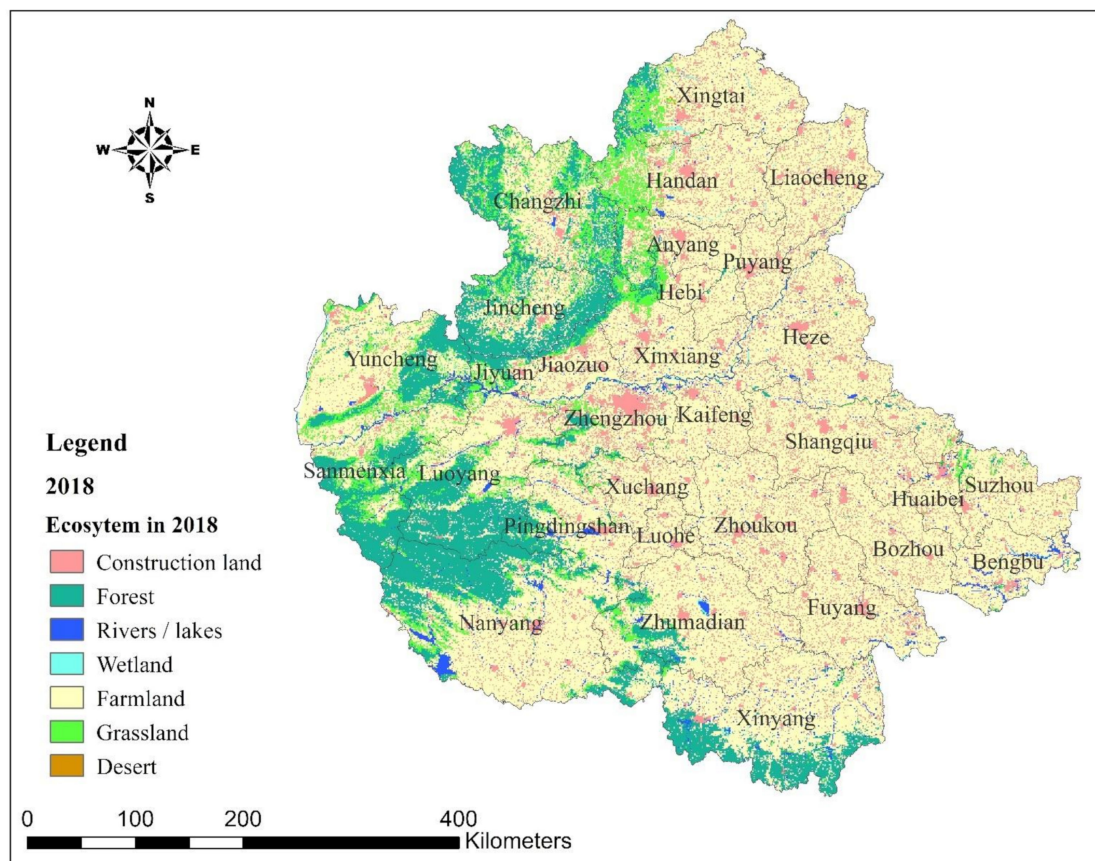 N
W E
S
Xingtai
Handan
Liaocheng
Changzhi
Anyang
Puyang
Hebi
Jincheng
Heze
Yuncheng
Jiyuan
Jiaozuo
Xinxiang
Zhengzhou
Kaifeng
Shangqiu
Sanmenxia
Luoyang
Xuchang
Huaibei
Suzhou
Pingdingshan
Luohe
Zhoukou
Bozhou
Bengbu
Nanyang
Zhumadian
Fuyang
Xinyang
Legend
2018
Ecosytem in 2018
Construction land
Forest
Rivers / lakes
Wetland
Farmland
Grassland
Desert
0 100 200 400
Kilometers